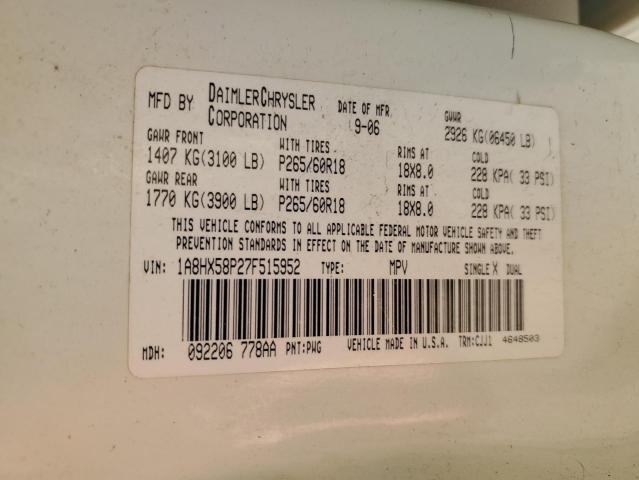 MFD BY DAIMLERCHRYSLER CORPORATION DATE OF MFR 9-06 GVWR 2926 KG(06450 LB)
GAWR FRONT WITH TIRES RIMS AT COLD
1407 KG(3100 LB) P265/60R18 18X8.0 228 KPA( 33 PSI)
GAWR REAR WITH TIRES RIMS AT COLD
1770 KG(3900 LB) P265/60R18 18X8.0 228 KPA( 33 PSI)
THIS VEHICLE CONFORMS TO ALL APPLICABLE FEDERAL MOTOR VEHICLE SAFETY AND THEFT
PREVENTION STANDARDS IN EFFECT ON THE DATE OF MANUFACTURE SHOWN ABOVE.
VIN: 1A8HX58P27F515952 TYPE: MPV SINGLE X DUAL
MDH: 092206 778AA PNT:PWG VEHICLE MADE IN U.S.A. TRM:CJJ1 4648503